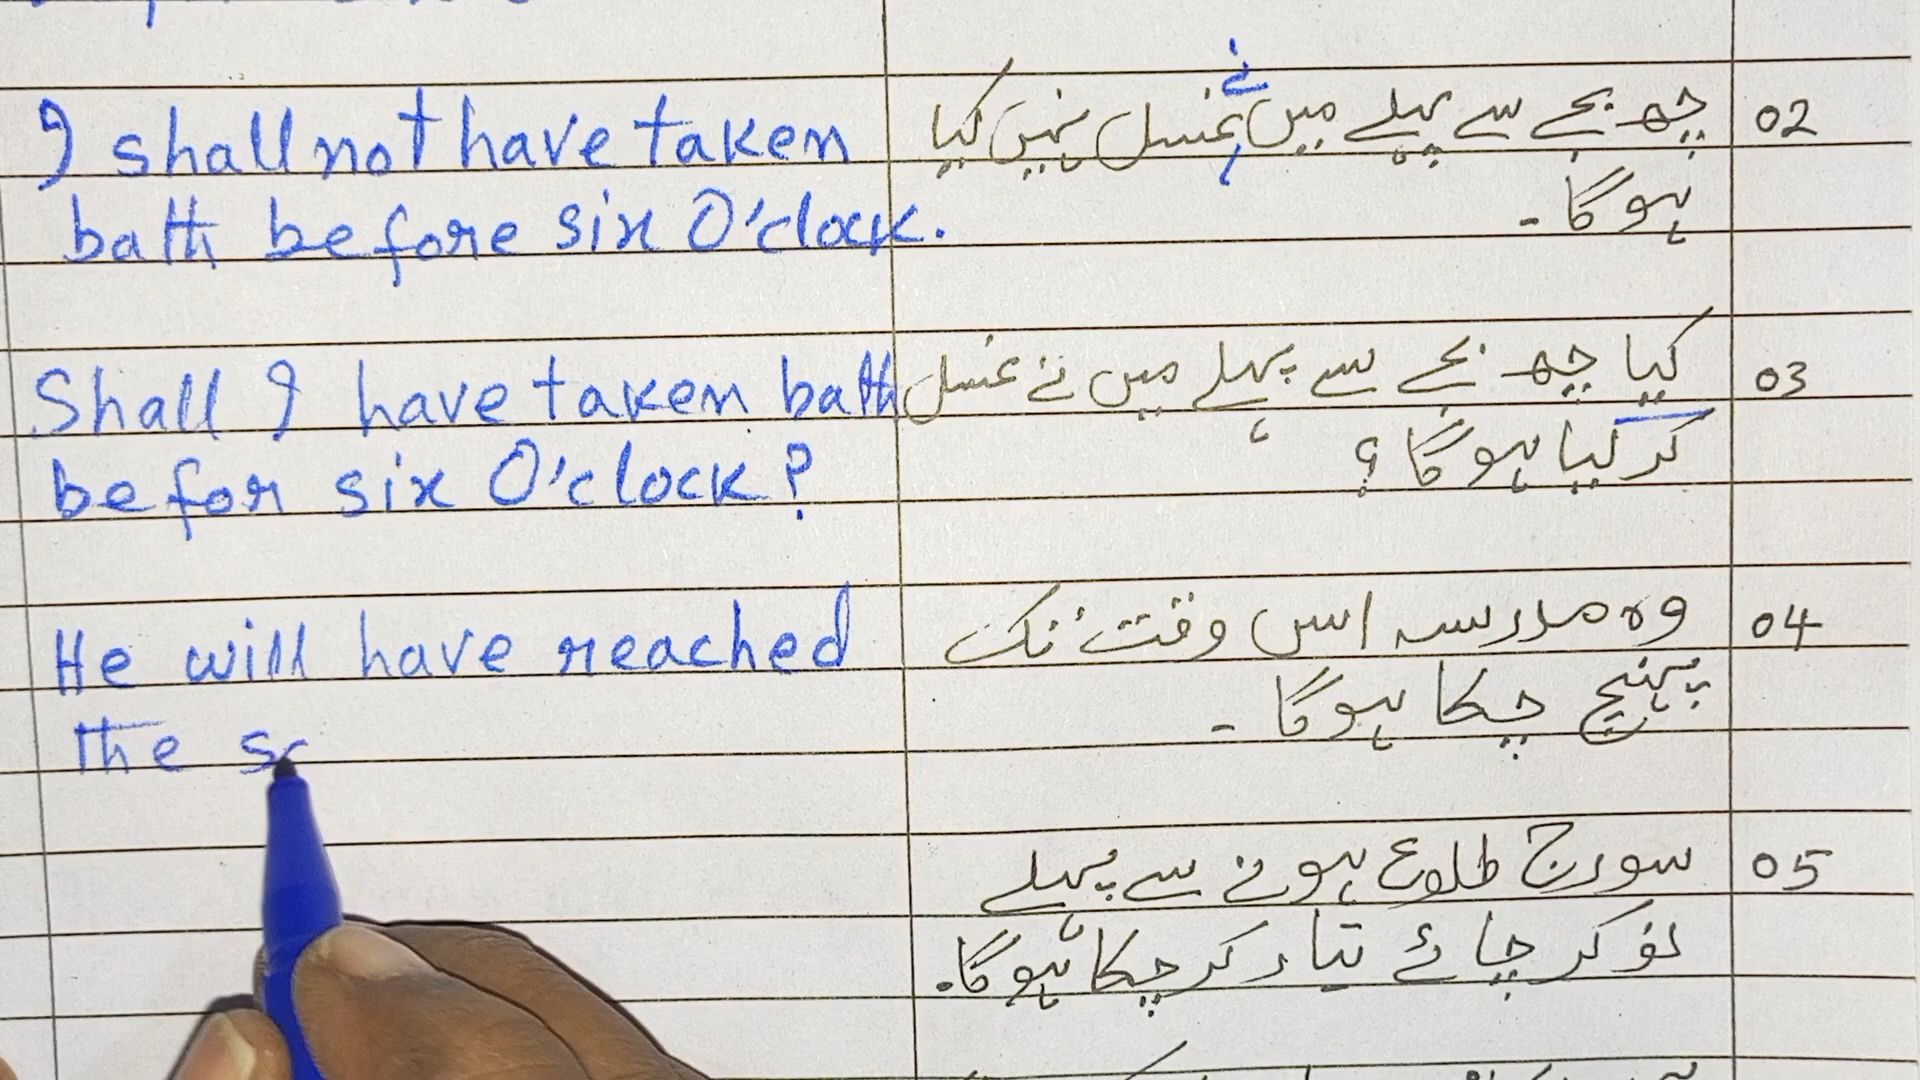 I shall not have taken
bath before six O'clock.
چھ بجے سے پہلے میں نے غسل نہیں کیا
ہوگا۔
02
Shall I have taken bath
befor six O'clock?
کیا چھ بجے سے پہلے میں نے غسل
کر لیا ہوگا؟
03
He will have reached
the sc
وہ مدرسہ اس وقت تک
پہنچ چکا ہوگا۔
04
سورج طلوع ہونے سے پہلے
نوکر چائے تیار کر چکا ہوگا۔
05